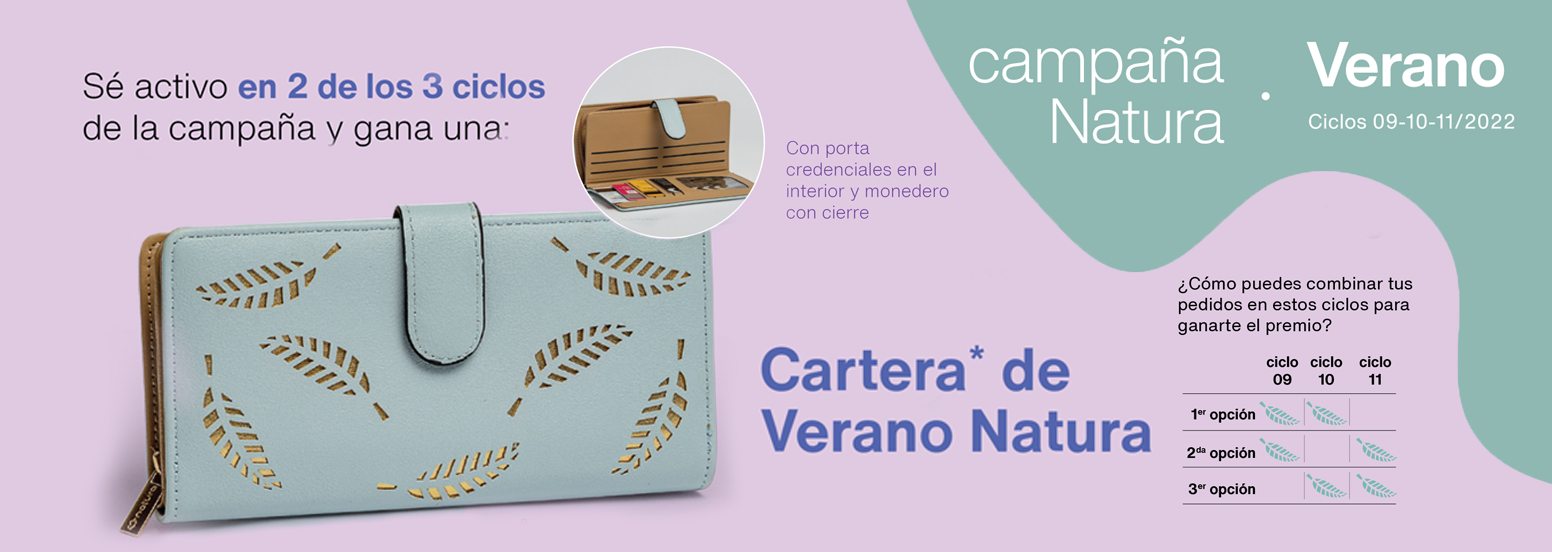 Sé activo en 2 de los 3 ciclos
de la campaña y gana una:
Con porta
credenciales en el
interior y monedero
con cierre
campaña
Natura
·
Verano
Ciclos 09-10-11/2022
Cartera* de
Verano Natura
¿Cómo puedes combinar tus
pedidos en estos ciclos para
ganarte el premio?
ciclo ciclo ciclo
09 10 11
1er opción
2da opción
3er opción
natura